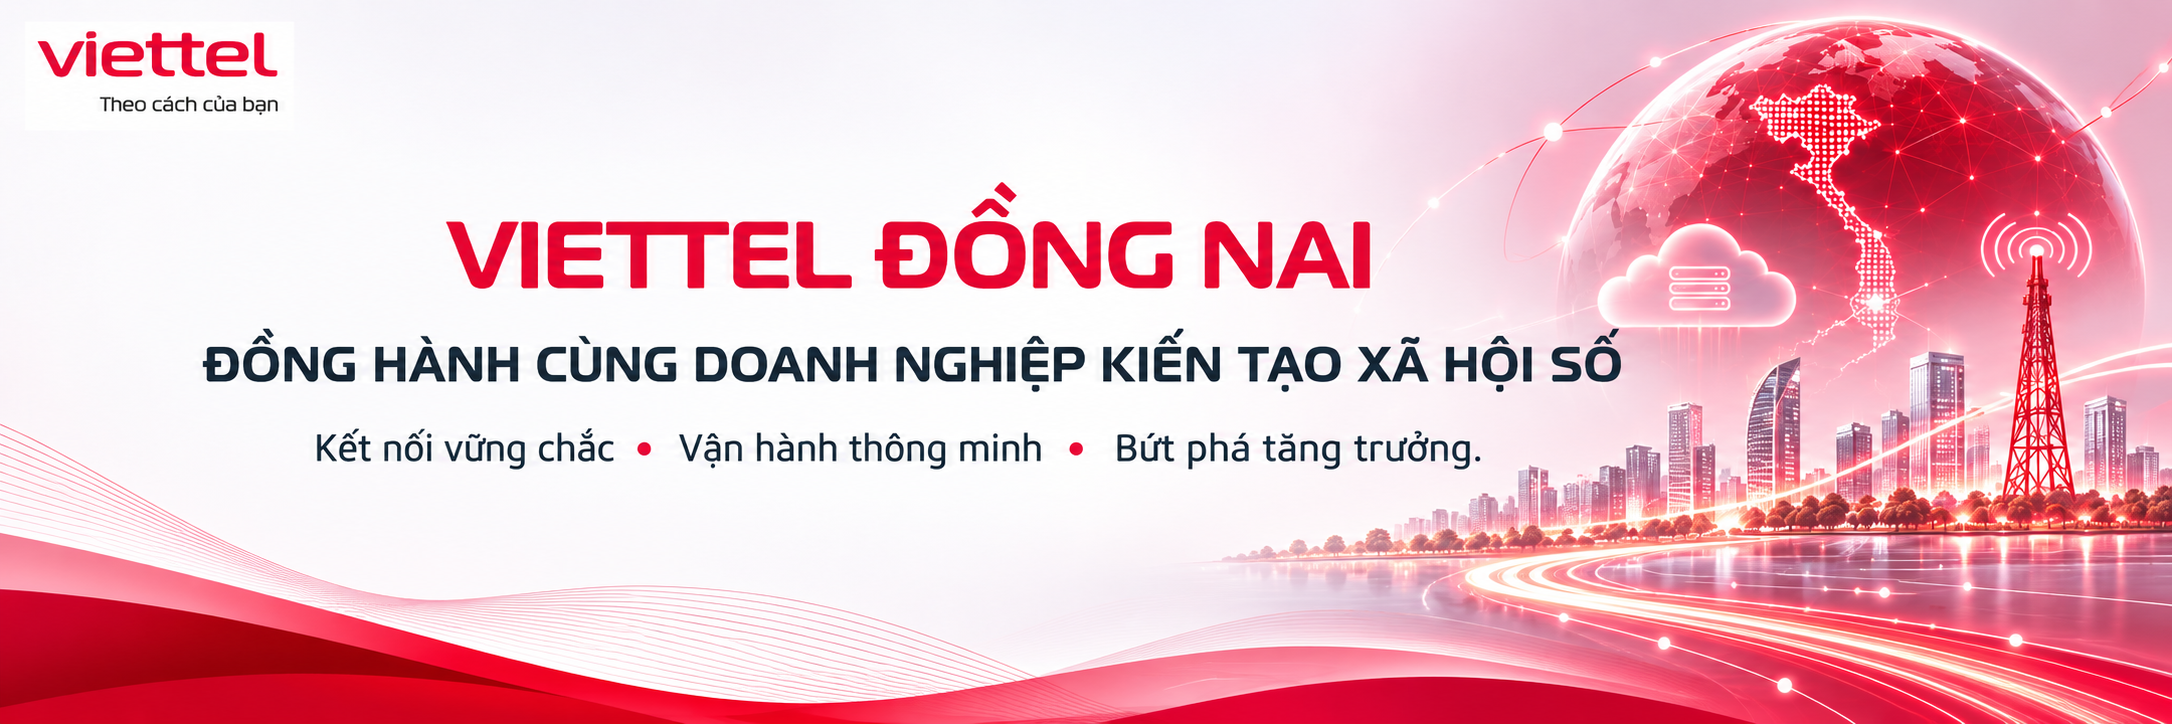 viettel
Theo cách của bạn
VIETTEL ĐỒNG NAI
ĐỒNG HÀNH CÙNG DOANH NGHIỆP KIẾN TẠO XÃ HỘI SỐ
Kết nối vững chắc • Vận hành thông minh • Bứt phá tăng trưởng.